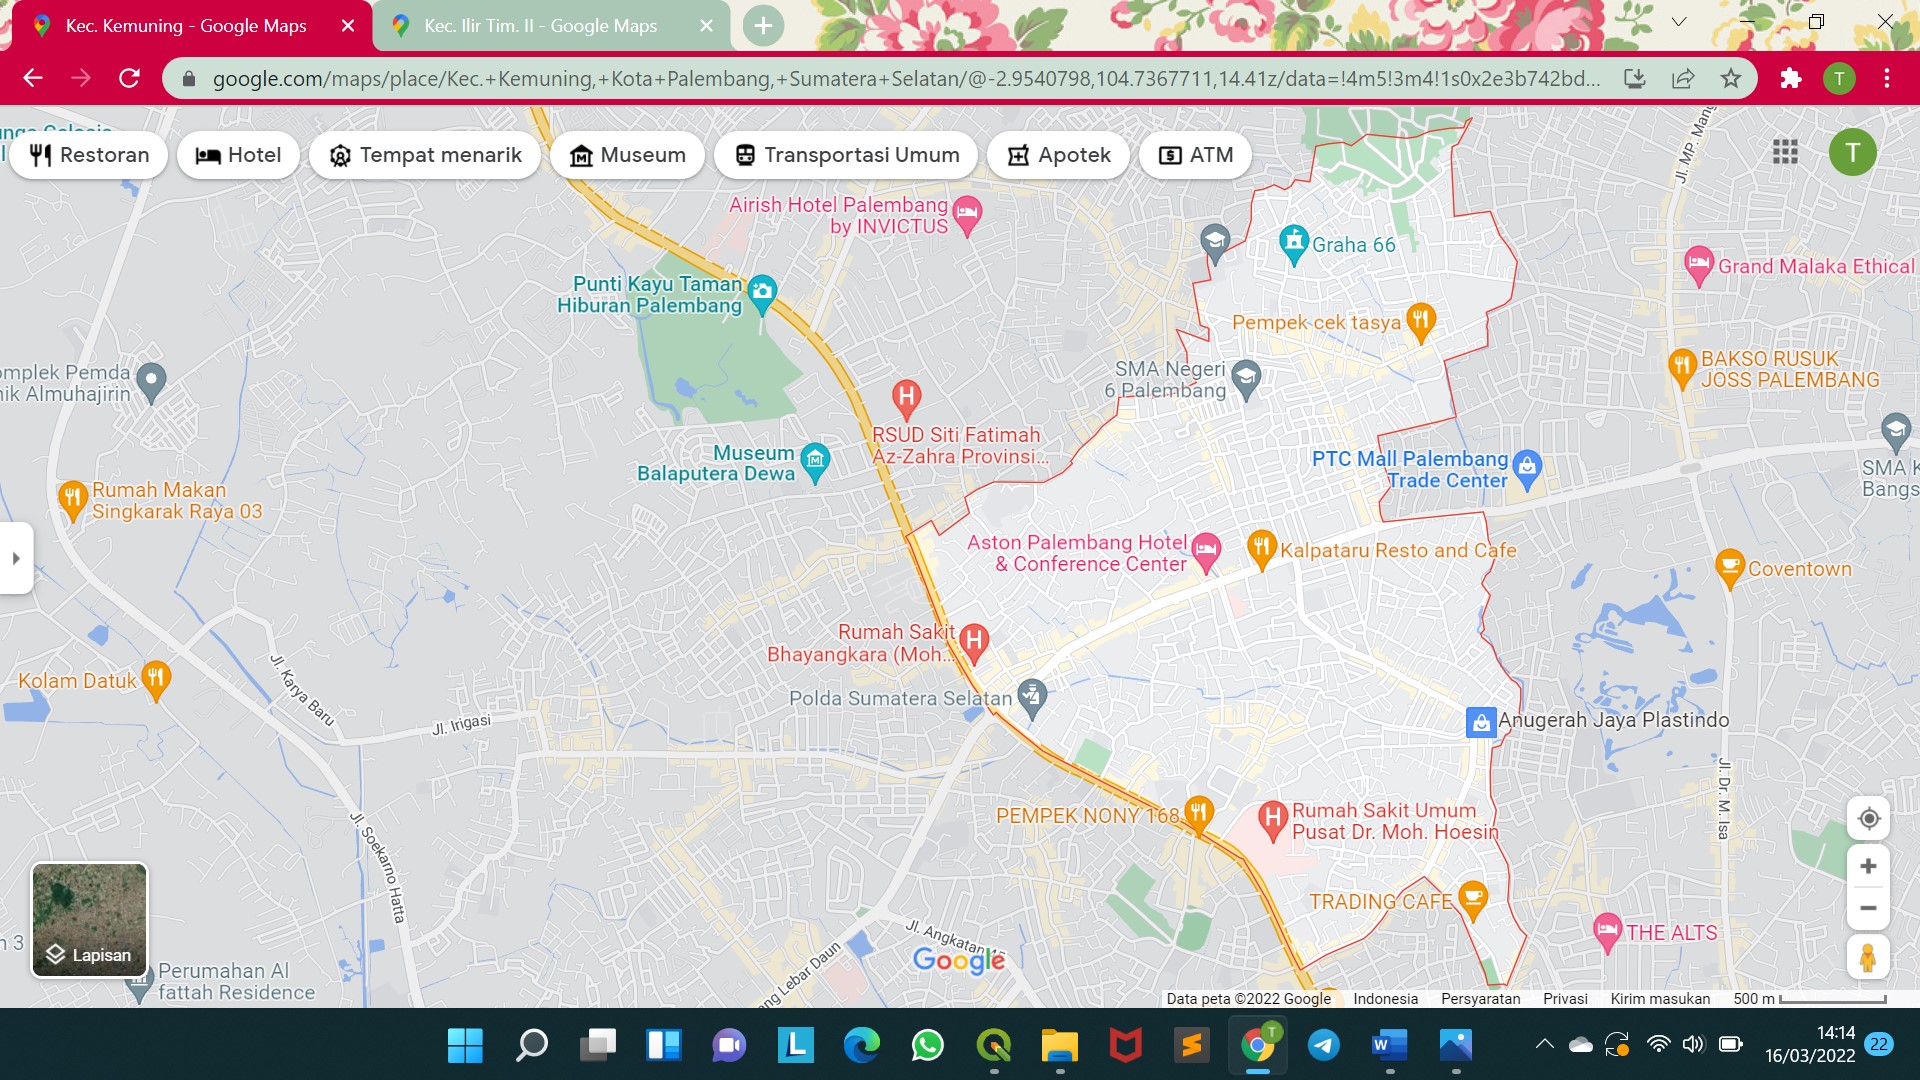 Kec. Kemuning - Google Maps
Kec. Ilir Tim. II - Google Maps
google.com/maps/place/Kec.+Kemuning,+Kota+Palembang,+Sumatera+Selatan/@-2.9540798,104.7367711,14.41z/data=!4m5!3m4!1s0x2e3b742bd...
T
Restoran
Hotel
Tempat menarik
Museum
Transportasi Umum
Apotek
ATM
T
Jl. MP. Mang
Airish Hotel Palembang
by INVICTUS
Graha 66
Grand Malaka Ethical
Punti Kayu Taman
Hiburan Palembang
Pempek cek tasya
SMA Negeri
6 Palembang
BAKSO RUSUK
JOSS PALEMBANG
omplek Pemda
nik Almuhajirin
RSUD Siti Fatimah
Az-Zahra Provinsi...
Museum
Balaputera Dewa
PTC Mall Palembang
Trade Center
SMA K
Bangs
Rumah Makan
Singkarak Raya 03
Aston Palembang Hotel
& Conference Center
Kalpataru Resto and Cafe
Coventown
Rumah Sakit
Bhayangkara (Moh...
Kolam Datuk
Jl. Karya Baru
Polda Sumatera Selatan
Jl. Irigasi
Anugerah Jaya Plastindo
Jl. Dr. M. Isa
PEMPEK NONY 168
Rumah Sakit Umum
Pusat Dr. Moh. Hoesin
Jl. Soekarno Hatta
TRADING CAFE
THE ALTS
Jl. Angkatan 45
ng Lebar Daun
n 3
Lapisan
Perumahan Al
fattah Residence
Google
Data peta ©2022 Google
Indonesia
Persyaratan
Privasi
Kirim masukan
500 m
14:14
16/03/2022
22